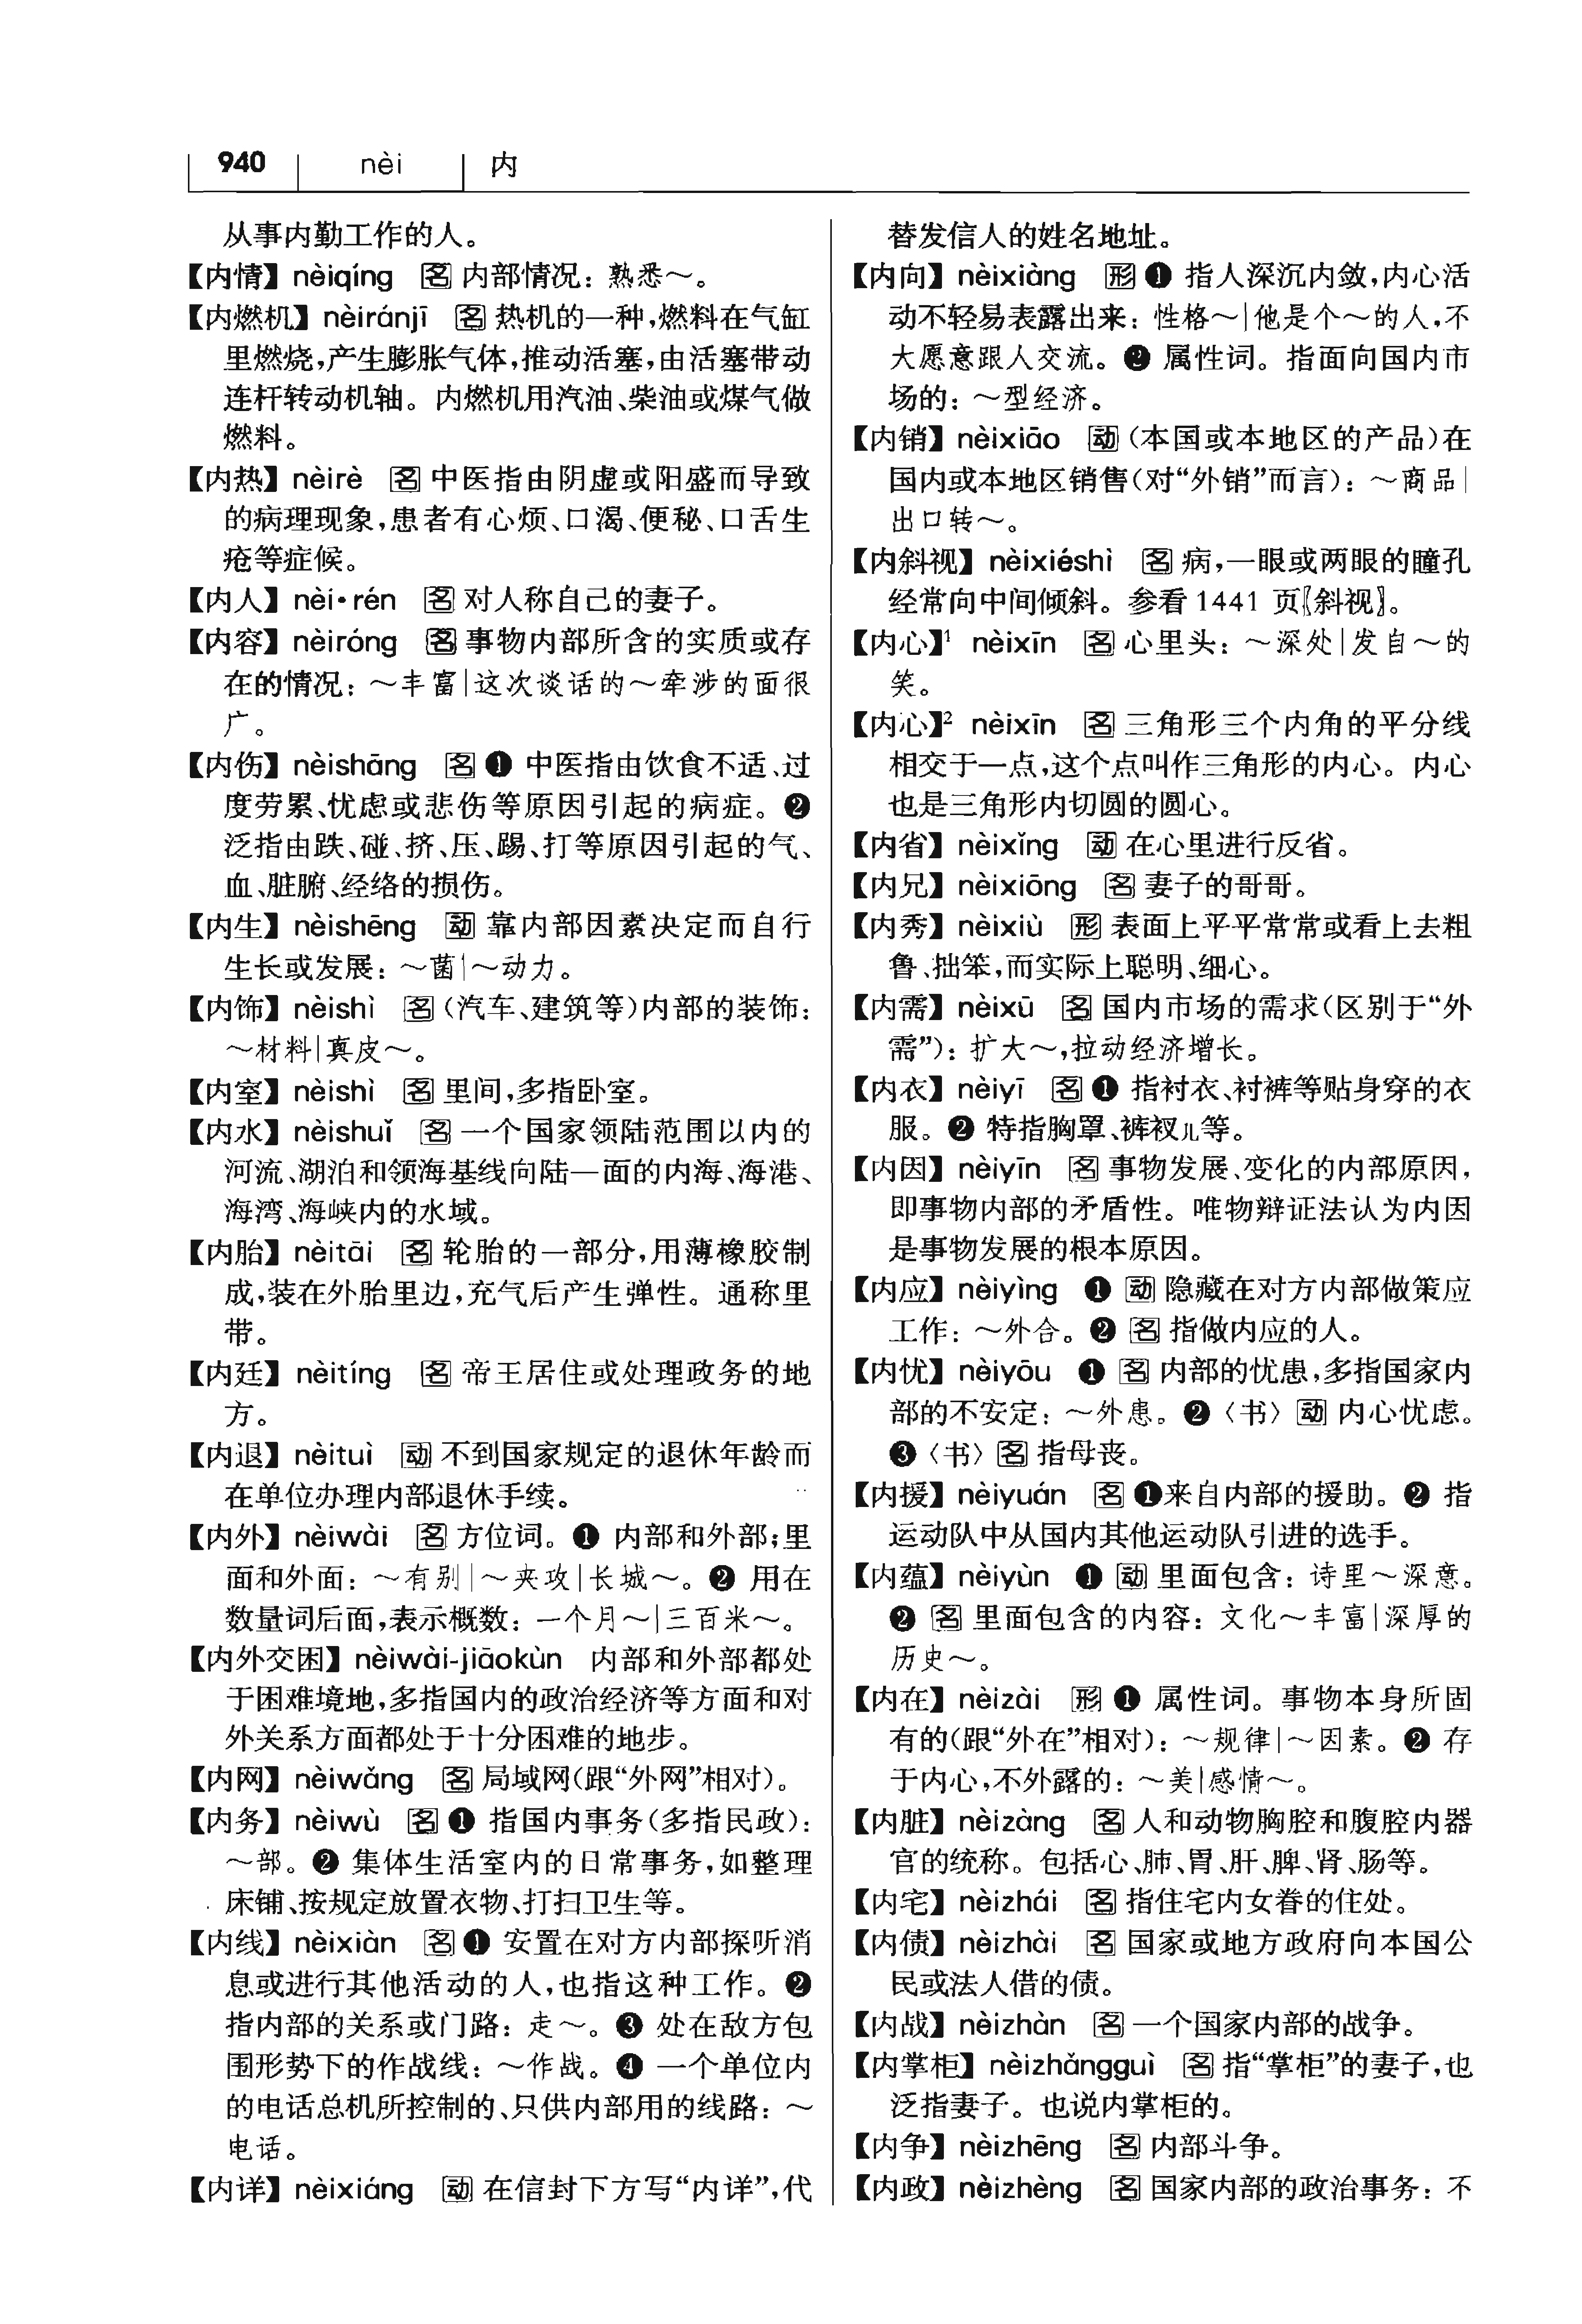 940 nèi 内
从事内勤工作的人。
【内情】 nèiqíng 名 内部情况：熟悉～。
【内燃机】 nèiránjī 名 热机的一种，燃料在气缸
里燃烧，产生膨胀气体，推动活塞，由活塞带动
连杆转动机轴。内燃机用汽油、柴油或煤气做
燃料。
【内热】 nèirè 名 中医指由阴虚或阳盛而导致
的病理现象，患者有心烦、口渴、便秘、口舌生
疮等症候。
【内人】 nèi·rén 名 对人称自己的妻子。
【内容】 nèiróng 名 事物内部所含的实质或存
在的情况：～丰富|这次谈话的～牵涉的面很
广。
【内伤】 nèishāng 名 ❶ 中医指由饮食不适、过
度劳累、忧虑或悲伤等原因引起的病症。❷
泛指由跌、碰、挤、压、踢、打等原因引起的气、
血、脏腑、经络的损伤。
【内生】 nèishēng 动 靠内部因素决定而自行
生长或发展：～菌|～动力。
【内饰】 nèishì 名（汽车、建筑等）内部的装饰：
～材料|真皮～。
【内室】 nèishì 名 里间，多指卧室。
【内水】 nèishuǐ 名 一个国家领陆范围以内的
河流、湖泊和领海基线向陆一面的内海、海港、
海湾、海峡内的水域。
【内胎】 nèitāi 名 轮胎的一部分，用薄橡胶制
成，装在外胎里边，充气后产生弹性。通称里
带。
【内廷】 nèitíng 名 帝王居住或处理政务的地
方。
【内退】 nèituì 动 不到国家规定的退休年龄而
在单位办理内部退休手续。
【内外】 nèiwài 名 方位词。❶ 内部和外部；里
面和外面：～有别|～夹攻|长城～。❷ 用在
数量词后面，表示概数：一个月～|三百米～。
【内外交困】 nèiwài-jiāokùn 内部和外部都处
于困难境地，多指国内的政治经济等方面和对
外关系方面都处于十分困难的地步。
【内网】 nèiwǎng 名 局域网（跟“外网”相对）。
【内务】 nèiwù 名 ❶ 指国内事务（多指民政）：
～部。❷ 集体生活室内的日常事务，如整理
床铺、按规定放置衣物、打扫卫生等。
【内线】 nèixiàn 名 ❶ 安置在对方内部探听消
息或进行其他活动的人，也指这种工作。❷
指内部的关系或门路：走～。❸ 处在敌方包
围形势下的作战线：～作战。❹ 一个单位内
的电话总机所控制的、只供内部用的线路：～
电话。
【内详】 nèixiáng 动 在信封下方写“内详”，代
替发信人的姓名地址。
【内向】 nèixiàng 形 ❶ 指人深沉内敛，内心活
动不轻易表露出来：性格～|他是个～的人，不
大愿意跟人交流。❷ 属性词。指面向国内市
场的：～型经济。
【内销】 nèixiāo 动（本国或本地区的产品）在
国内或本地区销售（对“外销”而言）：～商品|
出口转～。
【内斜视】 nèixiéshì 名 病，一眼或两眼的瞳孔
经常向中间倾斜。参看 1441 页〖斜视〗。
【内心】¹ nèixīn 名 心里头：～深处|发自～的
笑。
【内心】² nèixīn 名 三角形三个内角的平分线
相交于一点，这个点叫作三角形的内心。内心
也是三角形内切圆的圆心。
【内省】 nèixǐng 动 在心里进行反省。
【内兄】 nèixiōng 名 妻子的哥哥。
【内秀】 nèixiù 形 表面上平平常常或看上去粗
鲁、拙笨，而实际上聪明、细心。
【内需】 nèixū 名 国内市场的需求（区别于“外
需”）：扩大～，拉动经济增长。
【内衣】 nèiyī 名 ❶ 指衬衣、衬裤等贴身穿的衣
服。❷ 特指胸罩、裤衩儿等。
【内因】 nèiyīn 名 事物发展、变化的内部原因，
即事物内部的矛盾性。唯物辩证法认为内因
是事物发展的根本原因。
【内应】 nèiyìng ❶ 动 隐藏在对方内部做策应
工作：～外合。❷ 名 指做内应的人。
【内忧】 nèiyōu ❶ 名 内部的忧患，多指国家内
部的不安定：～外患。❷〈书〉动 内心忧虑。
❸〈书〉名 指母丧。
【内援】 nèiyuán 名 ❶来自内部的援助。❷ 指
运动队中从国内其他运动队引进的选手。
【内蕴】 nèiyùn ❶ 动 里面包含：诗里～深意。
❷ 名 里面包含的内容：文化～丰富|深厚的
历史～。
【内在】 nèizài 形 ❶ 属性词。事物本身所固
有的（跟“外在”相对）：～规律|～因素。❷ 存
于内心，不外露的：～美|感情～。
【内脏】 nèizàng 名 人和动物胸腔和腹腔内器
官的统称。包括心、肺、胃、肝、脾、肾、肠等。
【内宅】 nèizhái 名 指住宅内女眷的住处。
【内债】 nèizhài 名 国家或地方政府向本国公
民或法人借的债。
【内战】 nèizhàn 名 一个国家内部的战争。
【内掌柜】 nèizhǎngguì 名 指“掌柜”的妻子，也
泛指妻子。也说内掌柜的。
【内争】 nèizhēng 名 内部斗争。
【内政】 nèizhèng 名 国家内部的政治事务：不